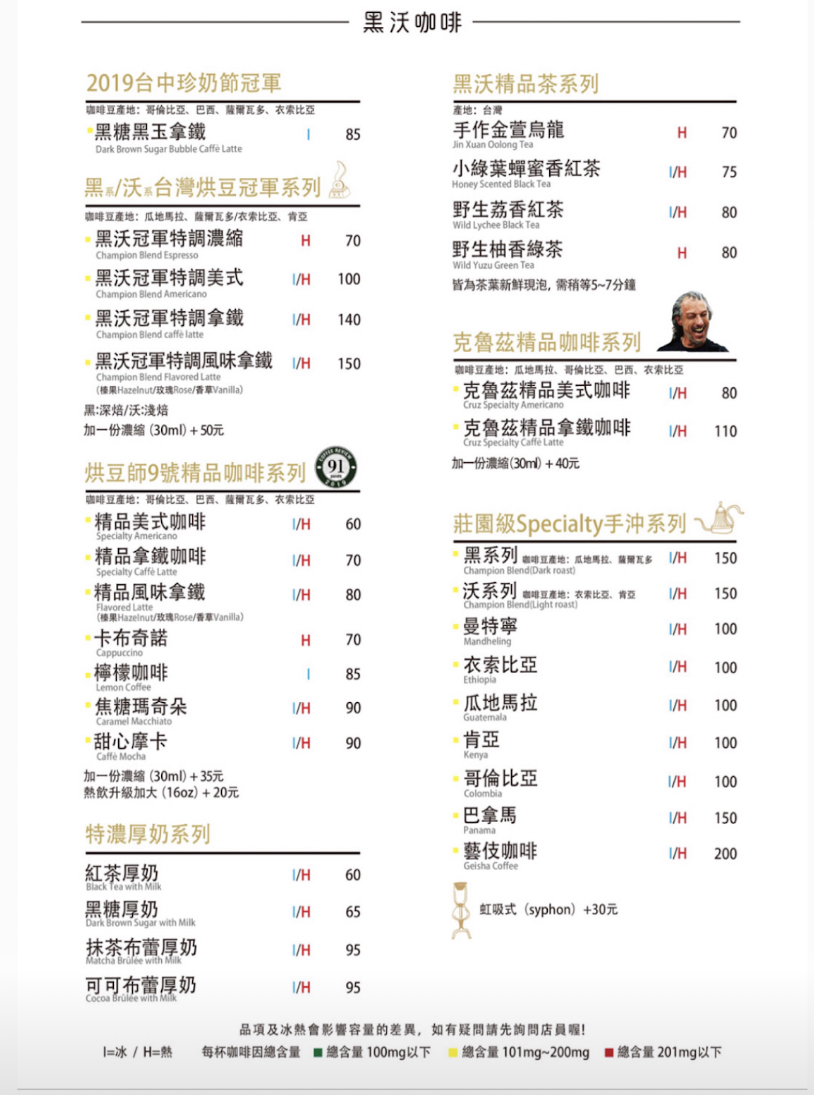 黑沃咖啡
2019台中珍奶節冠軍
咖啡豆產地：哥倫比亞、巴西、薩爾瓦多、衣索比亞
黑糖黑玉拿鐵 I 85
Dark Brown Sugar Bubble Caffè Latte
黑系/沃系台灣烘豆冠軍系列
咖啡豆產地：瓜地馬拉、薩爾瓦多/衣索比亞、肯亞
黑沃冠軍特調濃縮 H 70
Champion Blend Espresso
黑沃冠軍特調美式 I/H 100
Champion Blend Americano
黑沃冠軍特調拿鐵 I/H 140
Champion Blend caffè latte
黑沃冠軍特調風味拿鐵 I/H 150
Champion Blend Flavored Latte
(榛果Hazelnut/玫瑰Rose/香草Vanilla)
黑:深焙/沃:淺焙
加一份濃縮 (30ml) + 50元
烘豆師9號精品咖啡系列
COFFEE REVIEW
91
2019
咖啡豆產地：哥倫比亞、巴西、薩爾瓦多、衣索比亞
精品美式咖啡 I/H 60
Specialty Americano
精品拿鐵咖啡 I/H 70
Specialty Caffè Latte
精品風味拿鐵 I/H 80
Flavored Latte
(榛果Hazelnut/玫瑰Rose/香草Vanilla)
卡布奇諾 H 70
Cappuccino
檸檬咖啡 I 85
Lemon Coffee
焦糖瑪奇朵 I/H 90
Caramel Macchiato
甜心摩卡 I/H 90
Caffè Mocha
加一份濃縮 (30ml) + 35元
熱飲升級加大 (16oz) + 20元
特濃厚奶系列
紅茶厚奶 I/H 60
Black Tea with Milk
黑糖厚奶 I/H 65
Dark Brown Sugar with Milk
抹茶布蕾厚奶 I/H 95
Matcha Brûlée with Milk
可可布蕾厚奶 I/H 95
Cocoa Brûlée with Milk
黑沃精品茶系列
產地：台灣
手作金萱烏龍 H 70
Jin Xuan Oolong Tea
小綠葉蟬蜜香紅茶 I/H 75
Honey Scented Black Tea
野生荔香紅茶 I/H 80
Wild Lychee Black Tea
野生柚香綠茶 H 80
Wild Yuzu Green Tea
皆為茶葉新鮮現泡, 需稍等5~7分鐘
克魯茲精品咖啡系列
咖啡豆產地：瓜地馬拉、哥倫比亞、巴西、衣索比亞
克魯茲精品美式咖啡 I/H 80
Cruz Specialty Americano
克魯茲精品拿鐵咖啡 I/H 110
Cruz Specialty Caffè Latte
加一份濃縮(30ml) + 40元
莊園級Specialty手沖系列
黑系列 咖啡豆產地：瓜地馬拉、薩爾瓦多 I/H 150
Champion Blend(Dark roast)
沃系列 咖啡豆產地：衣索比亞、肯亞 I/H 150
Champion Blend(Light roast)
曼特寧 I/H 100
Mandheling
衣索比亞 I/H 100
Ethiopia
瓜地馬拉 I/H 100
Guatemala
肯亞 I/H 100
Kenya
哥倫比亞 I/H 100
Colombia
巴拿馬 I/H 150
Panama
藝伎咖啡 I/H 200
Geisha Coffee
虹吸式（syphon）+30元
品項及冰熱會影響容量的差異，如有疑問請先詢問店員喔!
I=冰 / H=熱 每杯咖啡因總含量 總含量 100mg以下 總含量 101mg~200mg 總含量 201mg以下